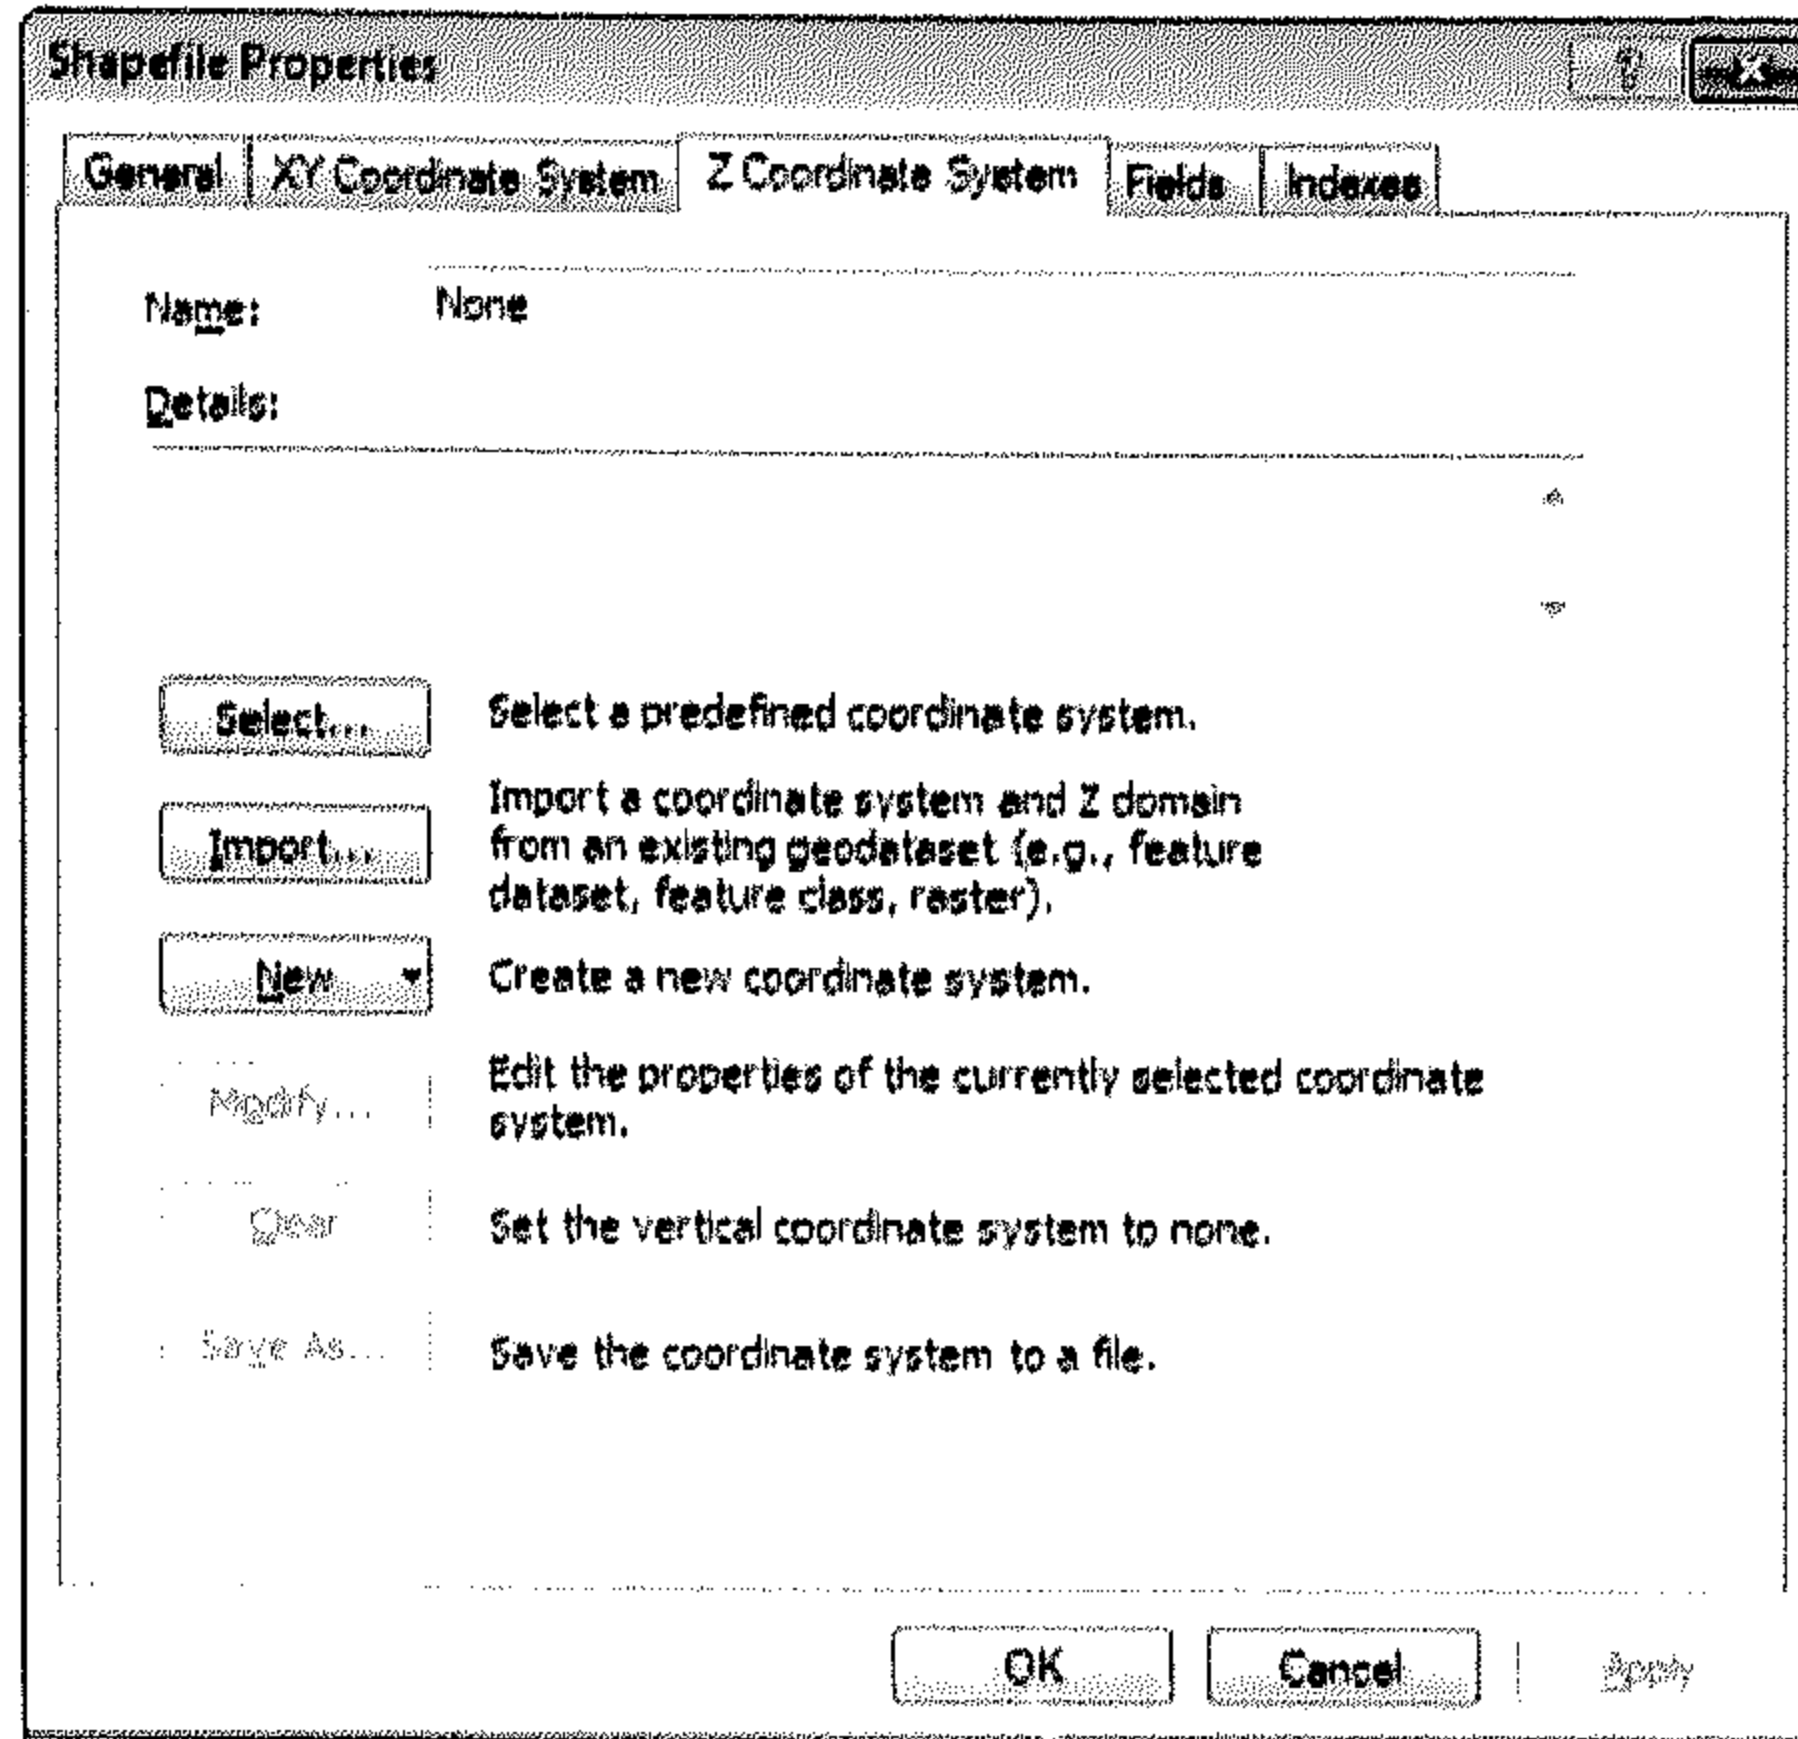 Shapefile Properties
? X
General XY Coordinate System Z Coordinate System Fields Indexes
Name: None
Details:
Select... Select a predefined coordinate system.
Import... Import a coordinate system and Z domain
from an existing geodataset (e.g., feature
dataset, feature class, raster).
New Create a new coordinate system.
Modify... Edit the properties of the currently selected coordinate
system.
Clear Set the vertical coordinate system to none.
Save As... Save the coordinate system to a file.
OK Cancel Apply